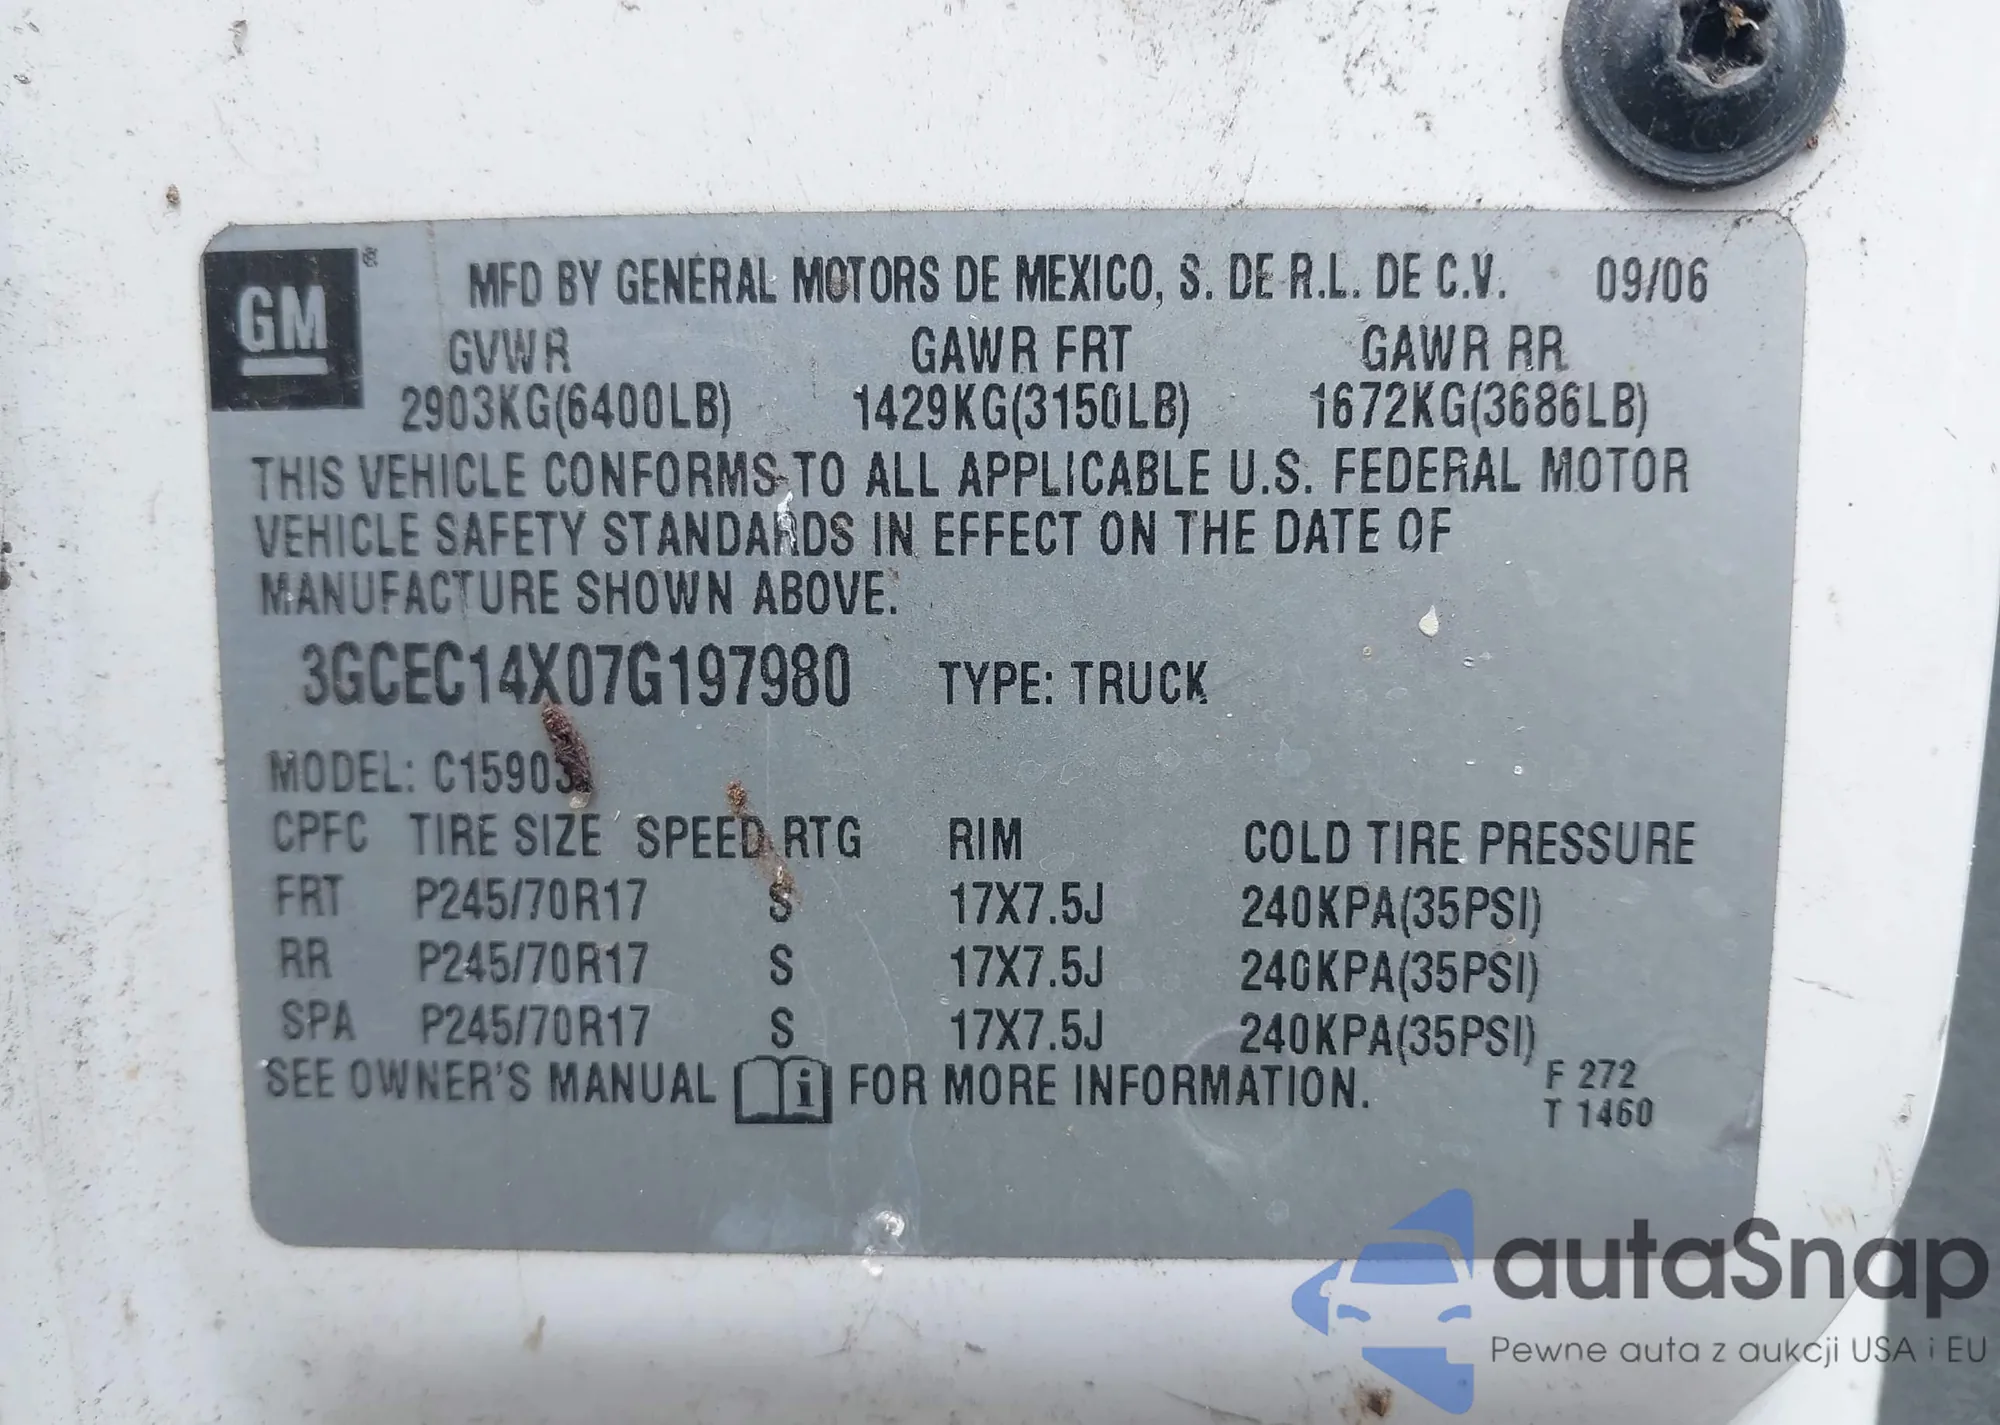 GM ®
MFD BY GENERAL MOTORS DE MEXICO, S. DE R.L. DE C.V. 09/06
GVWR GAWR FRT GAWR RR
2903KG(6400LB) 1429KG(3150LB) 1672KG(3686LB)
THIS VEHICLE CONFORMS TO ALL APPLICABLE U.S. FEDERAL MOTOR
VEHICLE SAFETY STANDARDS IN EFFECT ON THE DATE OF
MANUFACTURE SHOWN ABOVE.
3GCEC14X07G197980 TYPE: TRUCK
MODEL: C15903
CPFC TIRE SIZE SPEED RTG RIM COLD TIRE PRESSURE
FRT P245/70R17 S 17X7.5J 240KPA(35PSI)
RR P245/70R17 S 17X7.5J 240KPA(35PSI)
SPA P245/70R17 S 17X7.5J 240KPA(35PSI)
SEE OWNER'S MANUAL i FOR MORE INFORMATION.
F 272
T 1460
autaSnap
Pewne auta z aukcji USA i EU